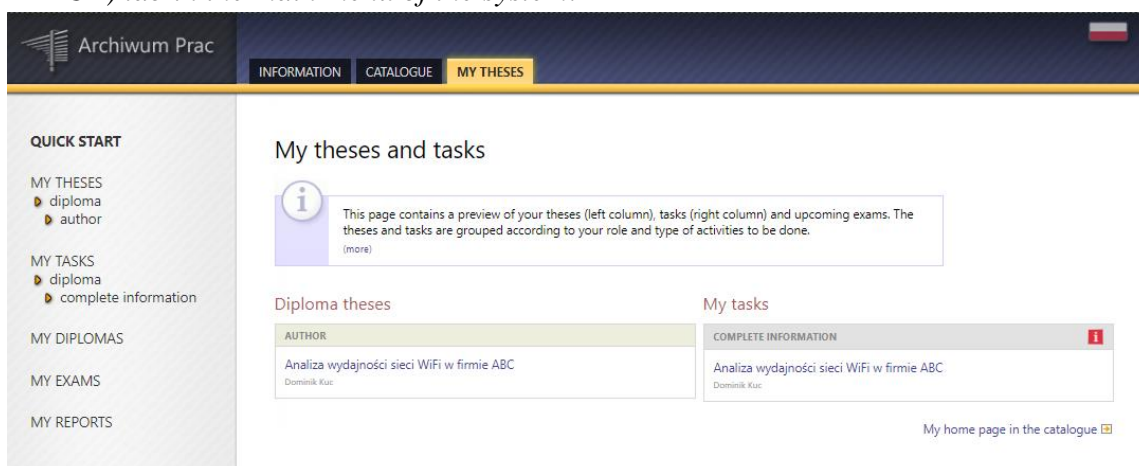 Archiwum Prac
INFORMATION CATALOGUE MY THESES
QUICK START
MY THESES
diploma
author
MY TASKS
diploma
complete information
MY DIPLOMAS
MY EXAMS
MY REPORTS
My theses and tasks
i
This page contains a preview of your theses (left column), tasks (right column) and upcoming exams. The
theses and tasks are grouped according to your role and type of activities to be done.
(more)
Diploma theses
AUTHOR
Analiza wydajności sieci WiFi w firmie ABC
Dominik Kuc
My tasks
COMPLETE INFORMATION i
Analiza wydajności sieci WiFi w firmie ABC
Dominik Kuc
My home page in the catalogue